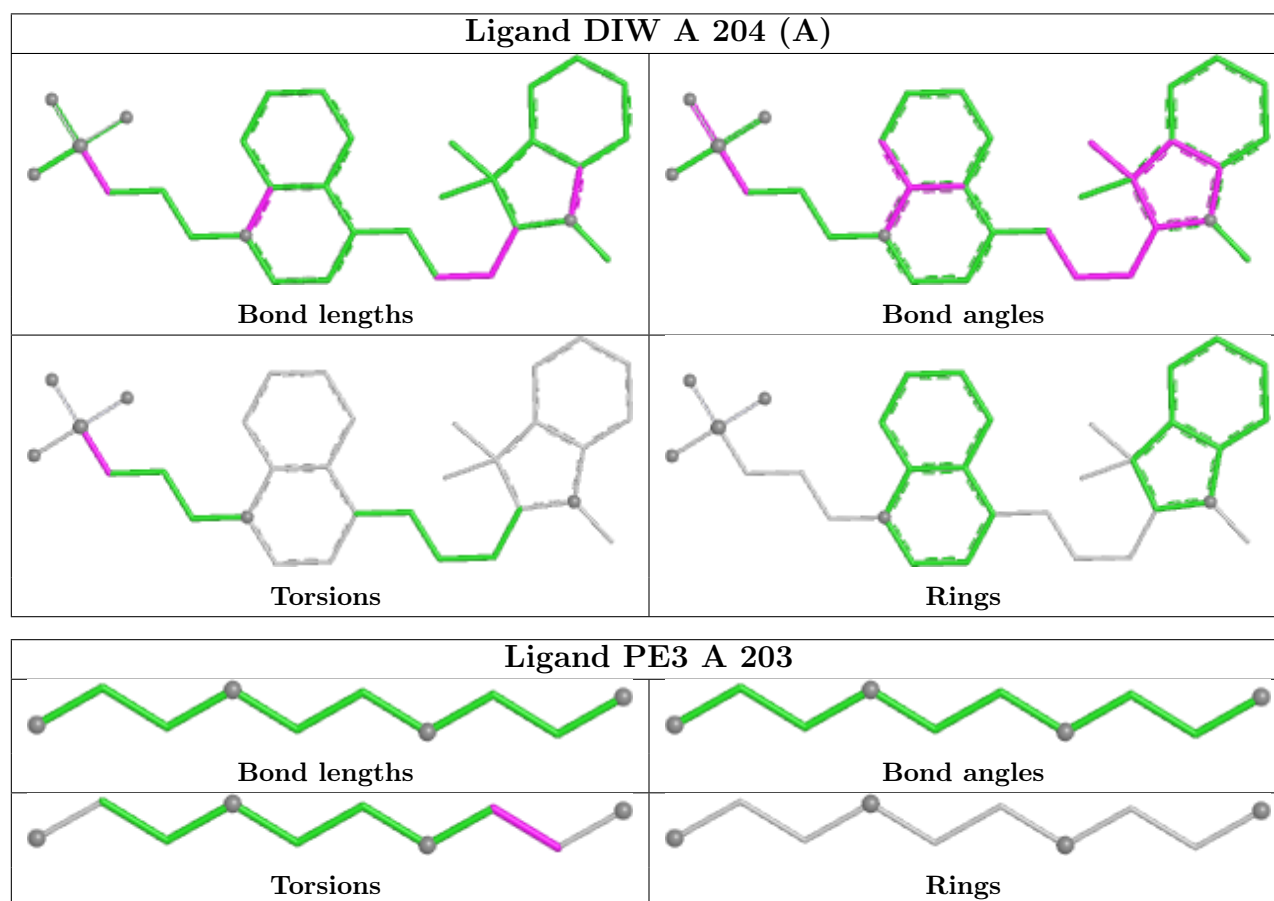 Ligand DIW A 204 (A)
Bond lengths
Bond angles
Torsions
Rings
Ligand PE3 A 203
Bond lengths
Bond angles
Torsions
Rings